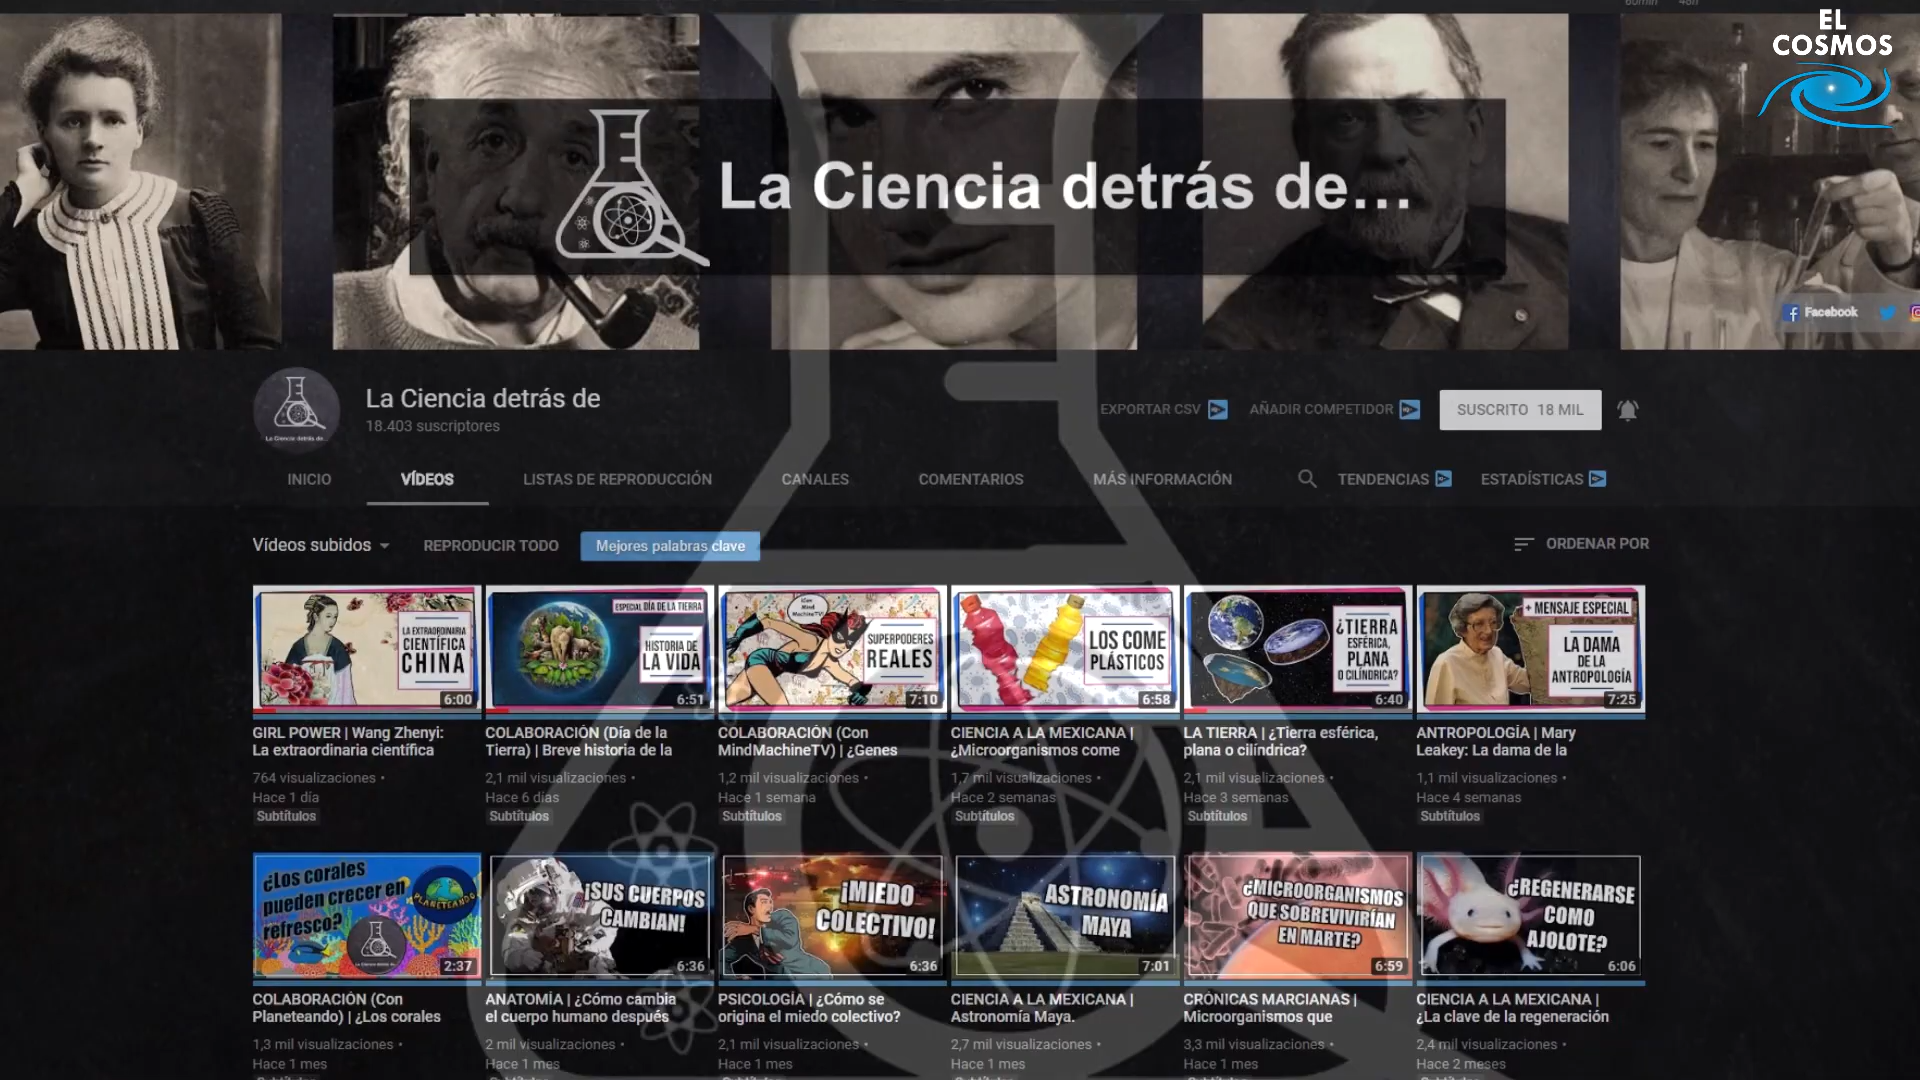 60min 48h
EL
COSMOS
La Ciencia detrás de...
Facebook
La Ciencia detrás de...
La Ciencia detrás de
18.403 suscriptores
EXPORTAR CSV
AÑADIR COMPETIDOR
SUSCRITO 18 MIL
INICIO
VÍDEOS
LISTAS DE REPRODUCCIÓN
CANALES
COMENTARIOS
MÁS INFORMACIÓN
TENDENCIAS
ESTADÍSTICAS
Vídeos subidos
REPRODUCIR TODO
Mejores palabras clave
ORDENAR POR
LA EXTRAORDINARIA
CIENTÍFICA
CHINA
6:00
GIRL POWER | Wang Zhenyi:
La extraordinaria científica
764 visualizaciones •
Hace 1 día
Subtítulos
ESPECIAL DÍA DE LA TIERRA
HISTORIA DE
LA VIDA
6:51
COLABORACIÓN (Día de la
Tierra) | Breve historia de la
2,1 mil visualizaciones •
Hace 6 días
Subtítulos
¡Con
Mind
MachineTV!
SUPERPODERES
REALES
7:10
COLABORACIÓN (Con
MindMachineTV) | ¿Genes
1,2 mil visualizaciones •
Hace 1 semana
Subtítulos
LOS COME
PLÁSTICOS
6:58
CIENCIA A LA MEXICANA |
¿Microorganismos come
1,7 mil visualizaciones •
Hace 2 semanas
Subtítulos
¿TIERRA
ESFÉRICA,
PLANA
O CILÍNDRICA?
6:40
LA TIERRA | ¿Tierra esférica,
plana o cilíndrica?
2,1 mil visualizaciones •
Hace 3 semanas
Subtítulos
+ MENSAJE ESPECIAL
LA DAMA
DE LA
ANTROPOLOGÍA
7:25
ANTROPOLOGÍA | Mary
Leakey: La dama de la
1,1 mil visualizaciones •
Hace 4 semanas
Subtítulos
¿Los corales
pueden crecer en
refresco?
PLANETEANDO
2:37
COLABORACIÓN (Con
Planeteando) | ¿Los corales
1,3 mil visualizaciones •
Hace 1 mes
¡SUS CUERPOS
CAMBIAN!
6:36
ANATOMÍA | ¿Cómo cambia
el cuerpo humano después
2 mil visualizaciones •
Hace 1 mes
¡MIEDO
COLECTIVO!
6:36
PSICOLOGÍA | ¿Cómo se
origina el miedo colectivo?
2,1 mil visualizaciones •
Hace 1 mes
ASTRONOMÍA
MAYA
7:01
CIENCIA A LA MEXICANA |
Astronomía Maya.
2,7 mil visualizaciones •
Hace 1 mes
¿MICROORGANISMOS
QUE SOBREVIVIRÍAN
EN MARTE?
6:59
CRÓNICAS MARCIANAS |
Microorganismos que
3,3 mil visualizaciones •
Hace 1 mes
¿REGENERARSE
COMO
AJOLOTE?
6:06
CIENCIA A LA MEXICANA |
¿La clave de la regeneración
2,4 mil visualizaciones •
Hace 2 meses